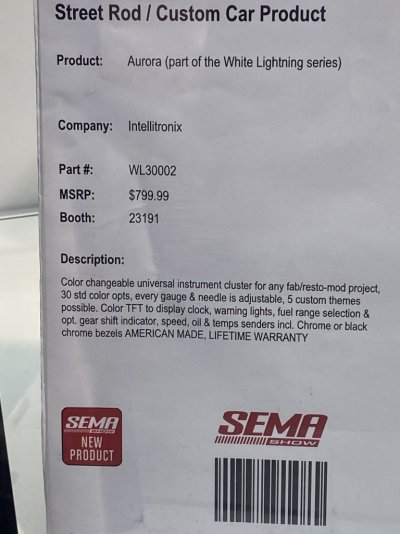 Street Rod / Custom Car Product
Product: Aurora (part of the White Lightning series)
Company: Intellitronix
Part #: WL30002
MSRP: $799.99
Booth: 23191
Description:
Color changeable universal instrument cluster for any fab/resto-mod project,
30 std color opts, every gauge & needle is adjustable, 5 custom themes
possible. Color TFT to display clock, warning lights, fuel range selection &
opt. gear shift indicator, speed, oil & temps senders incl. Chrome or black
chrome bezels AMERICAN MADE, LIFETIME WARRANTY
SEMA
SHOW
NEW
PRODUCT
SEMA
SHOW